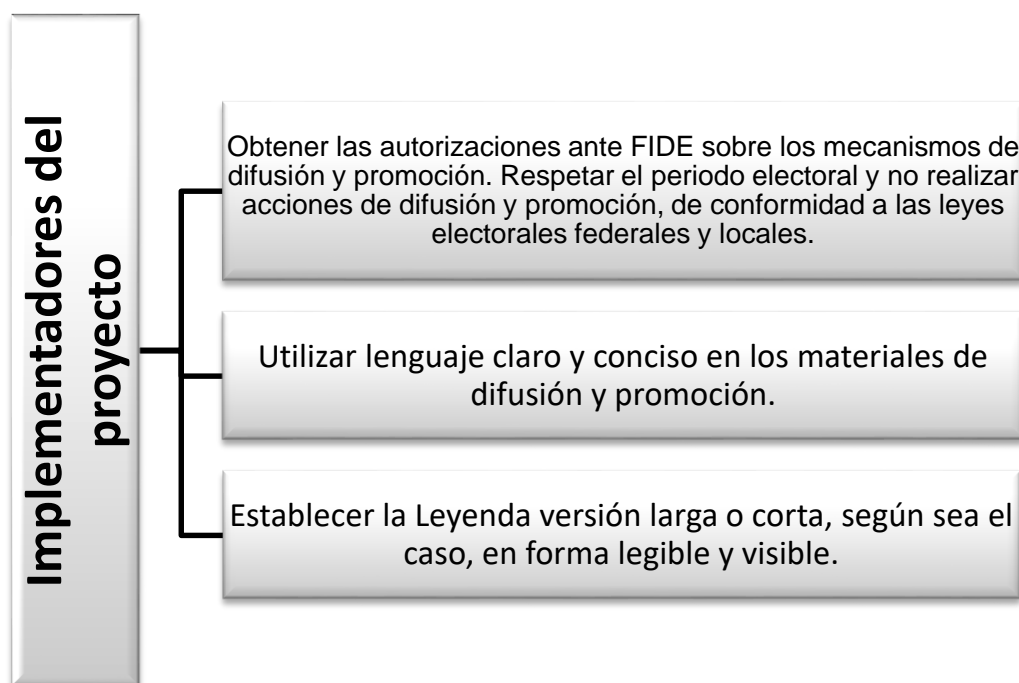 Implementadores del
proyecto
Obtener las autorizaciones ante FIDE sobre los mecanismos de
difusión y promoción. Respetar el periodo electoral y no realizar
acciones de difusión y promoción, de conformidad a las leyes
electorales federales y locales.
Utilizar lenguaje claro y conciso en los materiales de
difusión y promoción.
Establecer la Leyenda versión larga o corta, según sea el
caso, en forma legible y visible.